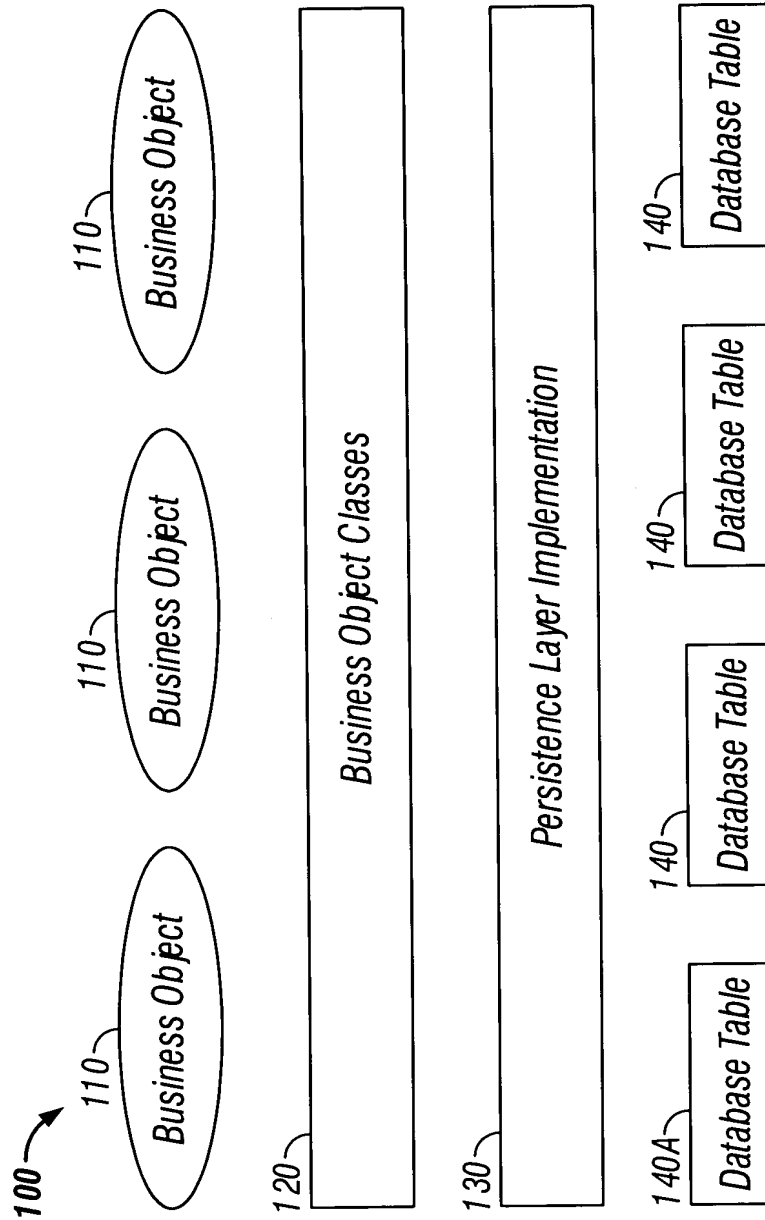 100
110
110
110
Business Object
Business Object
Business Object
120
Business Object Classes
130
Persistence Layer Implementation
140A
140
140
140
Database Table
Database Table
Database Table
Database Table